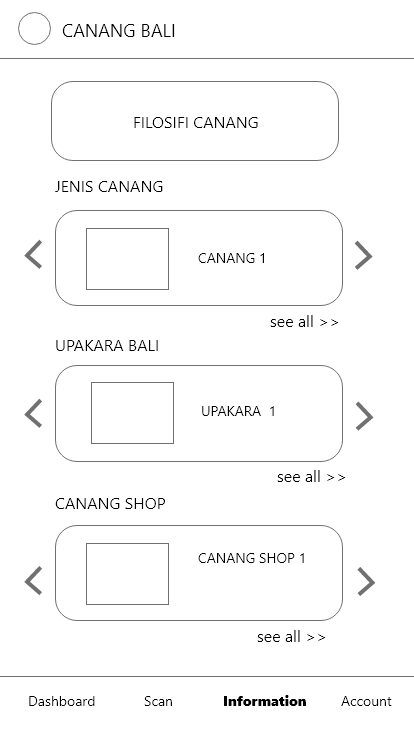 CANANG BALI
FILOSIFI CANANG
JENIS CANANG
CANANG 1
see all >>
UPAKARA BALI
UPAKARA 1
see all >>
CANANG SHOP
CANANG SHOP 1
see all >>
Dashboard Scan Information Account